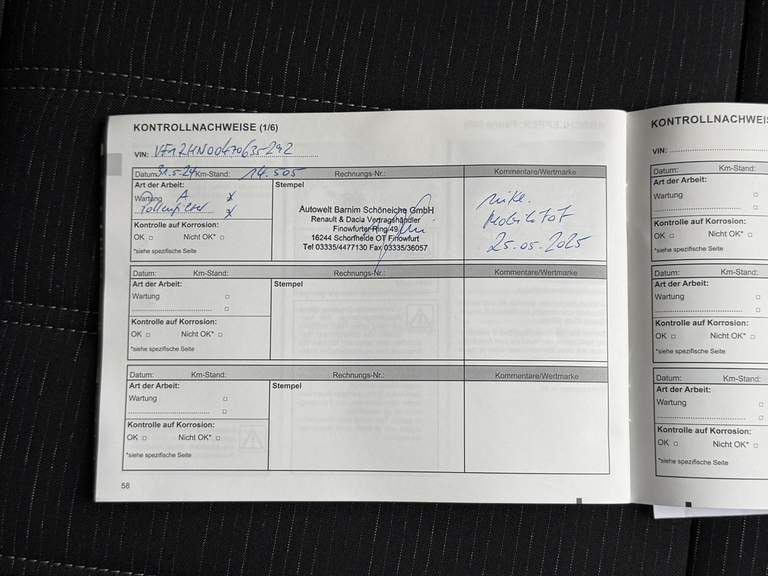 KONTROLLNACHWEISE (1/6)
VIN:
Datum: 31.5.24 Km-Stand: 14.505 Rechnungs-Nr.: Kommentare/Wertmarke
Art der Arbeit: Stempel
Wartung A x
Pollenfilter x
Kontrolle auf Korrosion:
OK □ Nicht OK* □
*siehe spezifische Seite
Autowelt Barnim Schöneiche GmbH
Renault & Dacia Vertragshändler
Finowfurter Ring 49
16244 Schorfheide OT Finowfurt
Tel 03335/4477130 Fax 03335/36057
inkl.
Mobilität
25.05.2025
Datum: Km-Stand: Rechnungs-Nr.: Kommentare/Wertmarke
Art der Arbeit: Stempel
Wartung □
□
Kontrolle auf Korrosion:
OK □ Nicht OK* □
*siehe spezifische Seite
Datum: Km-Stand: Rechnungs-Nr.: Kommentare/Wertmarke
Art der Arbeit: Stempel
Wartung □
□
Kontrolle auf Korrosion:
OK □ Nicht OK* □
*siehe spezifische Seite
58
KONTROLLNACHWEIS
VIN:
Datum: Km-Stand:
Art der Arbeit:
Wartung □
□
Kontrolle auf Korrosion:
OK □ Nicht OK* □
*siehe spezifische Seite
Datum: Km-Stand:
Art der Arbeit:
Wartung □
□
Kontrolle auf Korrosion:
OK □ Nicht OK* □
*siehe spezifische Seite
Datum: Km-Stand:
Art der Arbeit:
Wartung □
□
Kontrolle auf Korrosion:
OK □ Nicht OK* □
*siehe spezifische Seite